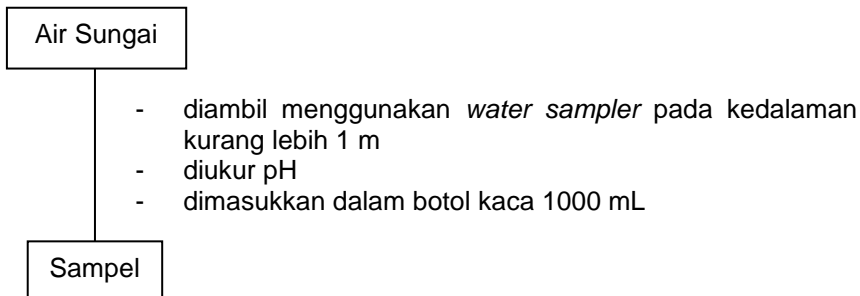 Air Sungai
- diambil menggunakan water sampler pada kedalaman
kurang lebih 1 m
- diukur pH
- dimasukkan dalam botol kaca 1000 mL
Sampel